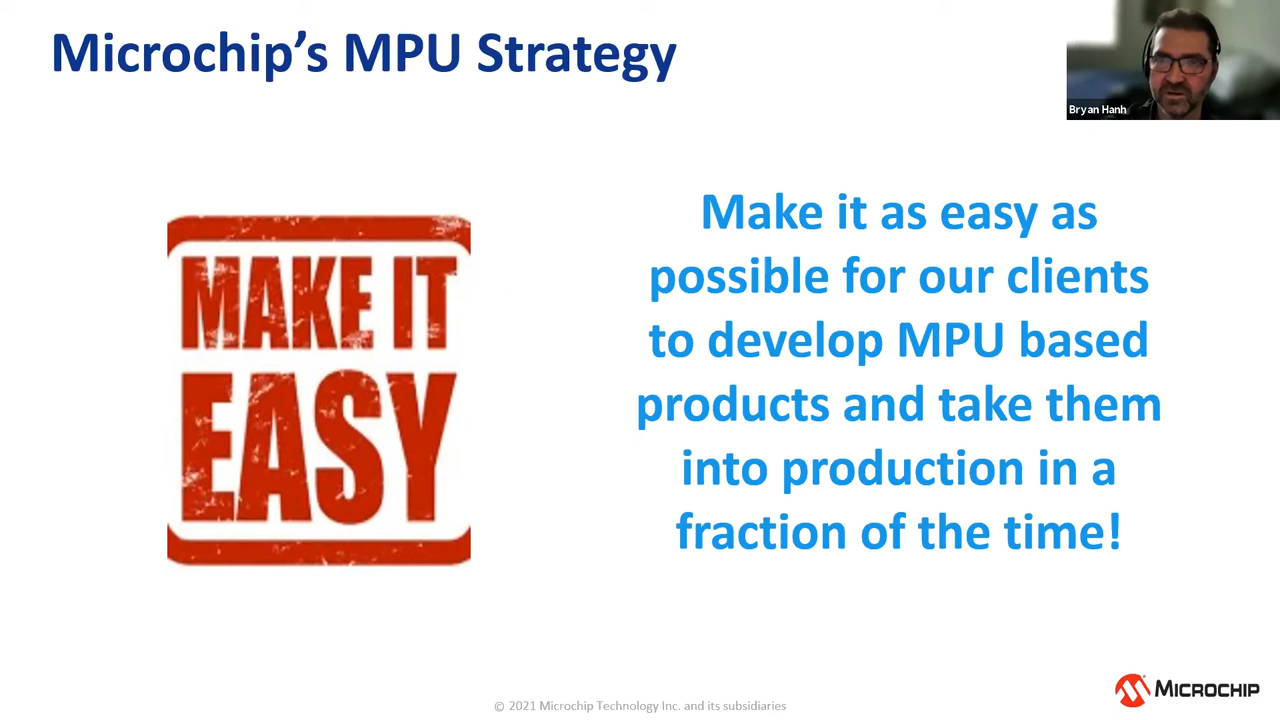 Microchip’s MPU Strategy
Bryan Hanh
MAKE IT
EASY
Make it as easy as
possible for our clients
to develop MPU based
products and take them
into production in a
fraction of the time!
© 2021 Microchip Technology Inc. and its subsidiaries
MICROCHIP